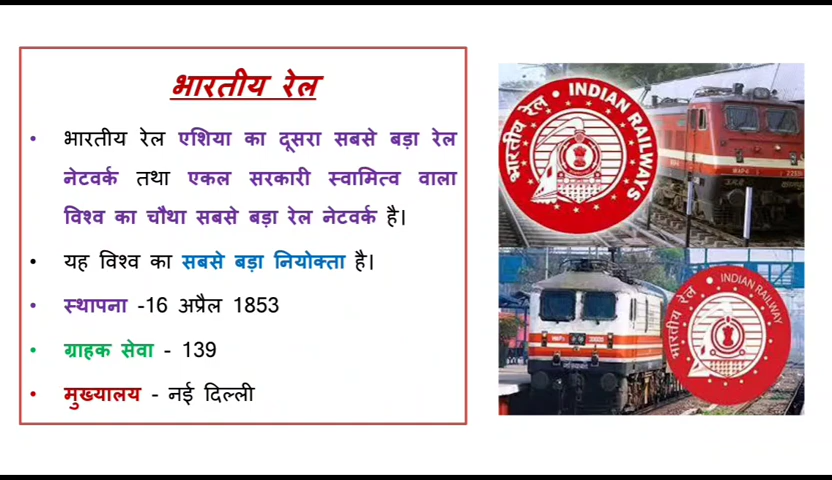 भारतीय रेल
• भारतीय रेल एशिया का दूसरा सबसे बड़ा रेल
नेटवर्क तथा एकल सरकारी स्वामित्व वाला
विश्व का चौथा सबसे बड़ा रेल नेटवर्क है।
• यह विश्व का सबसे बड़ा नियोक्ता है।
• स्थापना -16 अप्रैल 1853
• ग्राहक सेवा - 139
• मुख्यालय - नई दिल्ली
भारतीय रेल • INDIAN RAILWAYS
भारतीय रेल • INDIAN RAILWAY